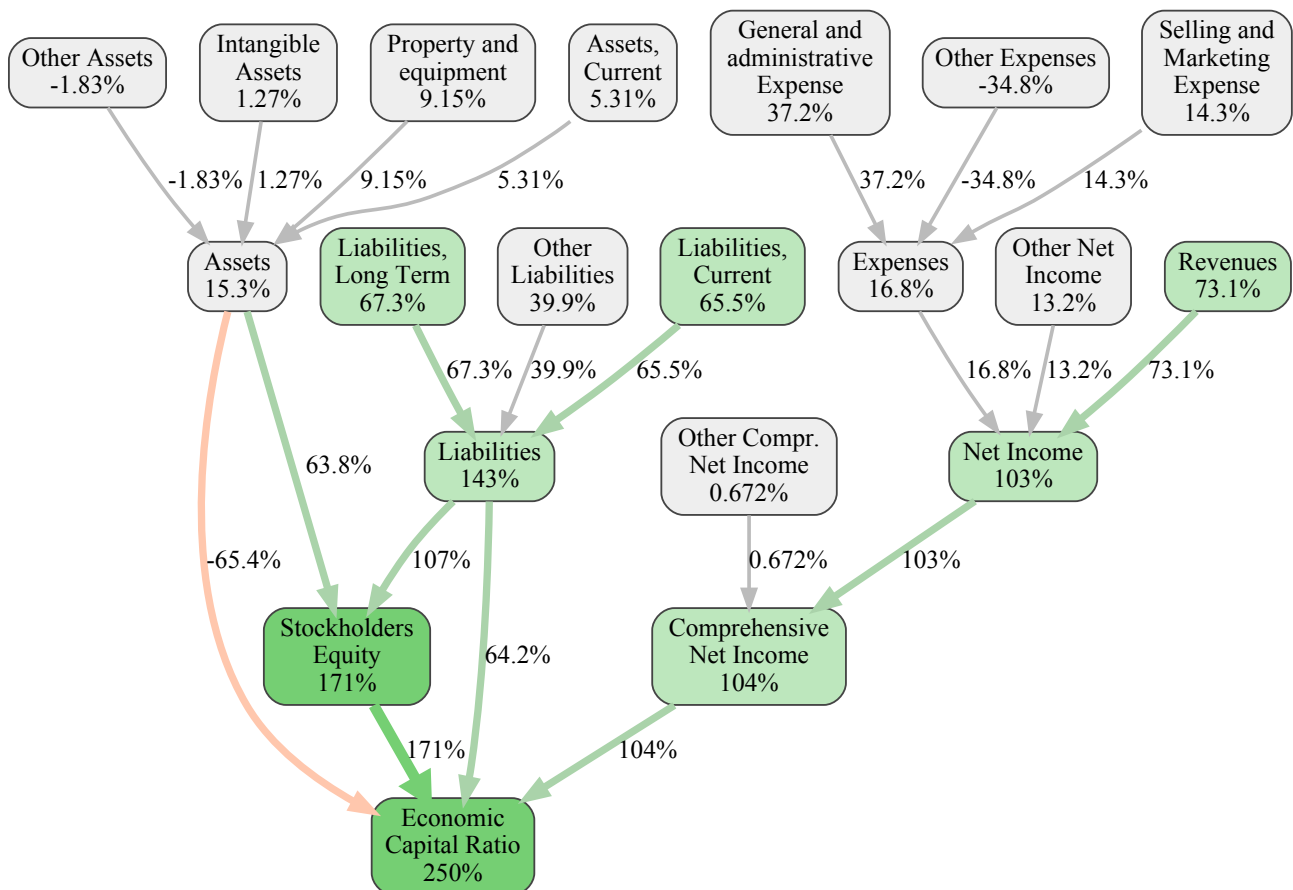 Other Assets
-1.83%
Intangible
Assets
1.27%
Property and
equipment
9.15%
Assets,
Current
5.31%
General and
administrative
Expense
37.2%
Other Expenses
-34.8%
Selling and
Marketing
Expense
14.3%
-1.83%
1.27%
9.15%
5.31%
37.2%
-34.8%
14.3%
Assets
15.3%
Liabilities,
Long Term
67.3%
Other
Liabilities
39.9%
Liabilities,
Current
65.5%
Expenses
16.8%
Other Net
Income
13.2%
Revenues
73.1%
67.3%
39.9%
65.5%
16.8%
13.2%
73.1%
63.8%
Liabilities
143%
Other Compr.
Net Income
0.672%
Net Income
103%
-65.4%
107%
0.672%
103%
Stockholders
Equity
171%
64.2%
Comprehensive
Net Income
104%
171%
104%
Economic
Capital Ratio
250%